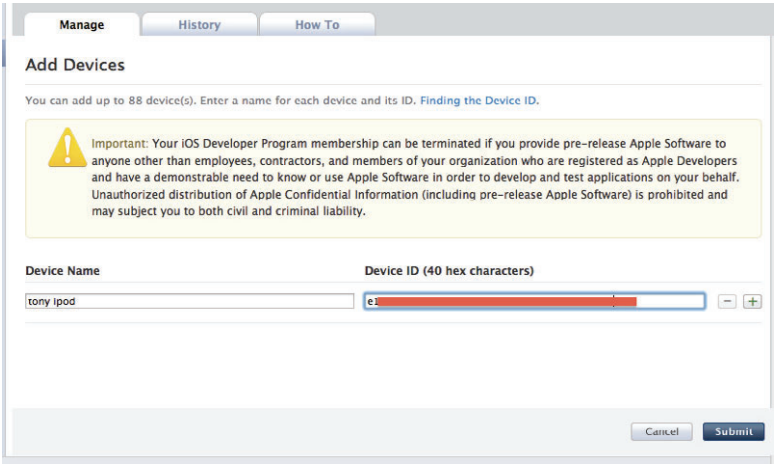 Manage History How To
Add Devices
You can add up to 88 device(s). Enter a name for each device and its ID. Finding the Device ID.
Important: Your iOS Developer Program membership can be terminated if you provide pre-release Apple Software to
anyone other than employees, contractors, and members of your organization who are registered as Apple Developers
and have a demonstrable need to know or use Apple Software in order to develop and test applications on your behalf.
Unauthorized distribution of Apple Confidential Information (including pre-release Apple Software) is prohibited and
may subject you to both civil and criminal liability.
Device Name Device ID (40 hex characters)
tony ipod e1
Cancel Submit